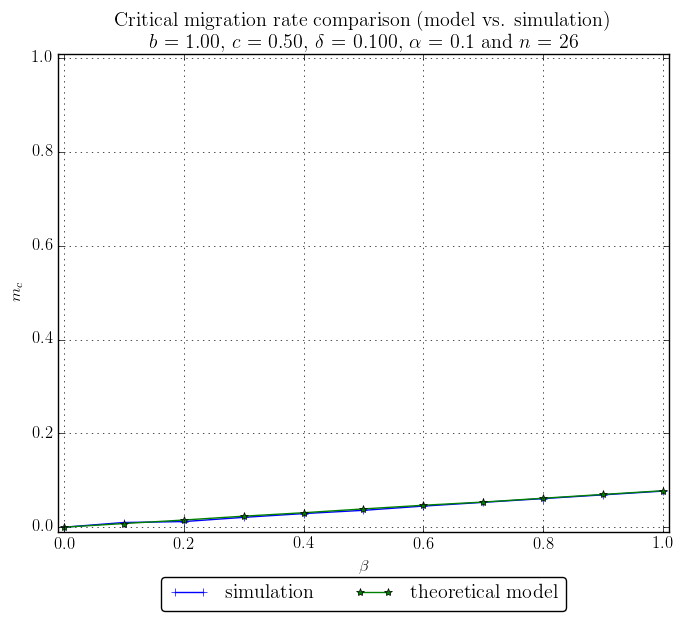 Critical migration rate comparison (model vs. simulation)
b = 1.00, c = 0.50, δ = 0.100, α = 0.1 and n = 26
1.0
0.8
0.6
m_c
0.4
0.2
0.0
0.0 0.2 0.4 0.6 0.8 1.0
β
simulation theoretical model